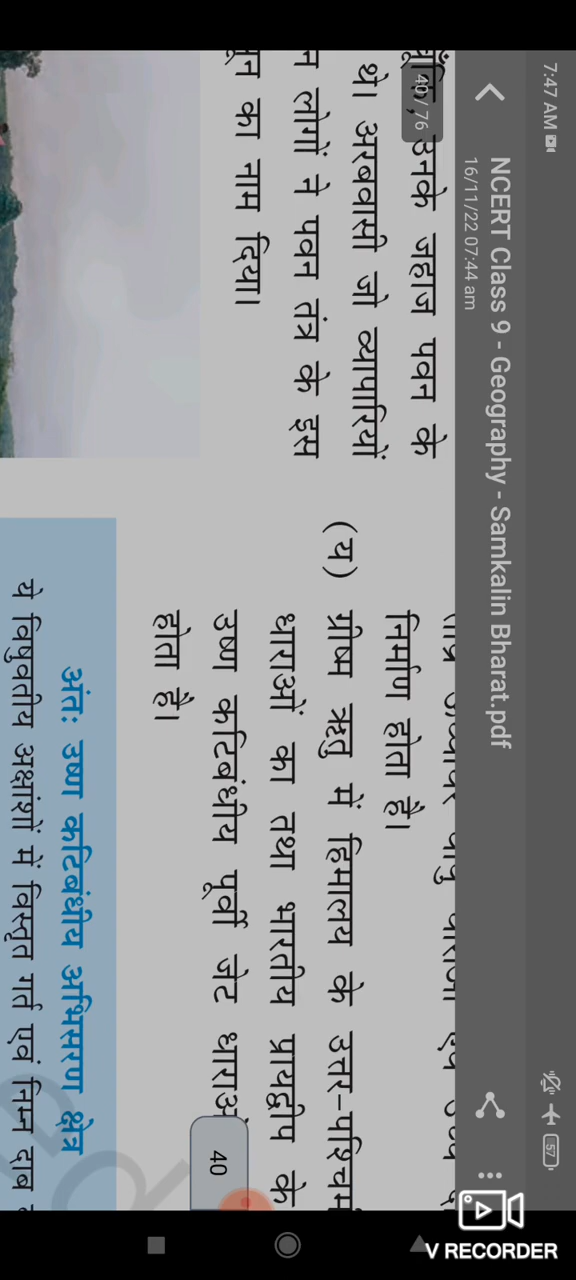 7:47 AM
57
NCERT Class 9 - Geography - Samkalin Bharat.pdf
16/11/22 07:44 am
40 / 76
उनके जहाज पवन के
थे। अरबवासी जो व्यापारियों
लोगों ने पवन तंत्र के इस
का नाम दिया।
निर्माण होता है।
(य) ग्रीष्म ऋतु में हिमालय के उत्तर-पश्चिमी
धाराओं का तथा भारतीय प्रायद्वीप के
उष्ण कटिबंधीय पूर्वी जेट
होता है।
अंतः उष्ण कटिबंधीय अभिसरण क्षेत्र
ये विषुवतीय अक्षांशों में विस्तृत गर्त एवं निम्न दाब
40
V RECORDER